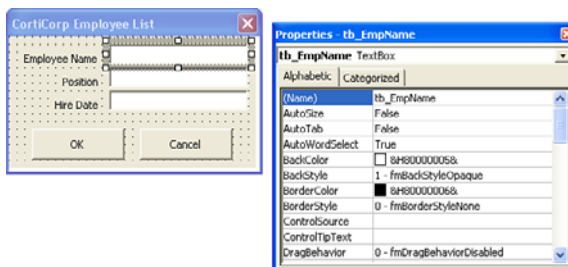 CortiCorp Employee List
Employee Name
Position
Hire Date
OK Cancel
Properties - tb_EmpName
tb_EmpName TextBox
Alphabetic Categorized
(Name) tb_EmpName
AutoSize False
AutoTab False
AutoWordSelect True
BackColor &H80000005&
BackStyle 1 - fmBackStyleOpaque
BorderColor &H80000006&
BorderStyle 0 - fmBorderStyleNone
ControlSource
ControlTipText
DragBehavior 0 - fmDragBehaviorDisabled